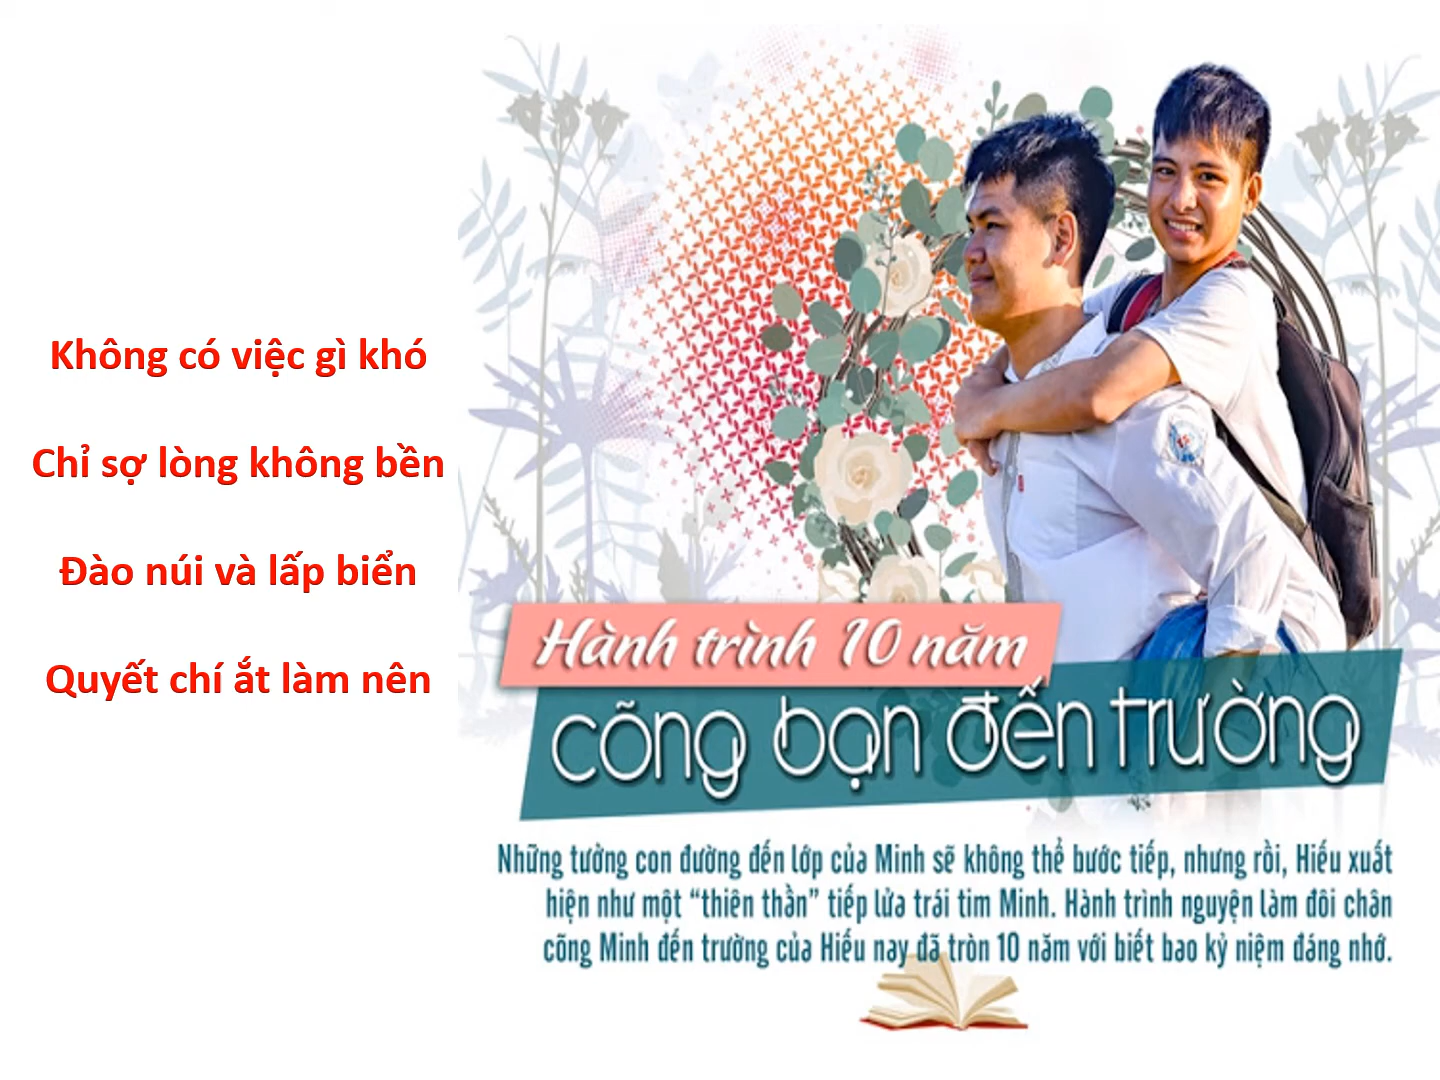 Không có việc gì khó
Chỉ sợ lòng không bền
Đào núi và lấp biển
Quyết chí ắt làm nên
Hành trình 10 năm
cõng bạn đến trường
Những tưởng con đường đến lớp của Minh sẽ không thể bước tiếp, nhưng rồi, Hiếu xuất
hiện như một “thiên thần” tiếp lửa trái tim Minh. Hành trình nguyện làm đôi chân
cõng Minh đến trường của Hiếu nay đã tròn 10 năm với biết bao kỷ niệm đáng nhớ.